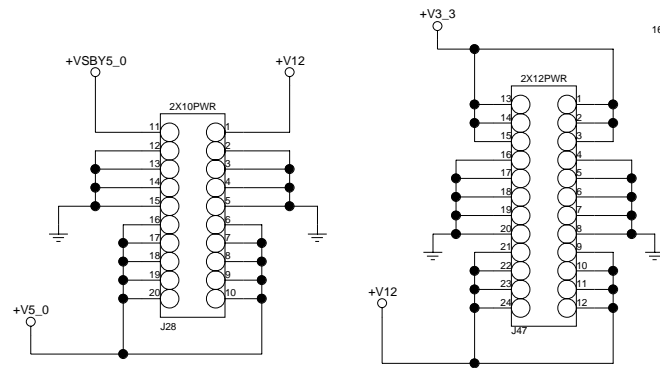 +V3_3
16
+VSBY5_0
+V12
2X10PWR
2X12PWR
11 1
12 2
13 3
14 4
15 5
16 6
17 7
18 8
19 9
20 10
J28
+V5_0
13 1
14 2
15 3
16 4
17 5
18 6
19 7
20 8
21 9
22 10
23 11
24 12
J47
+V12